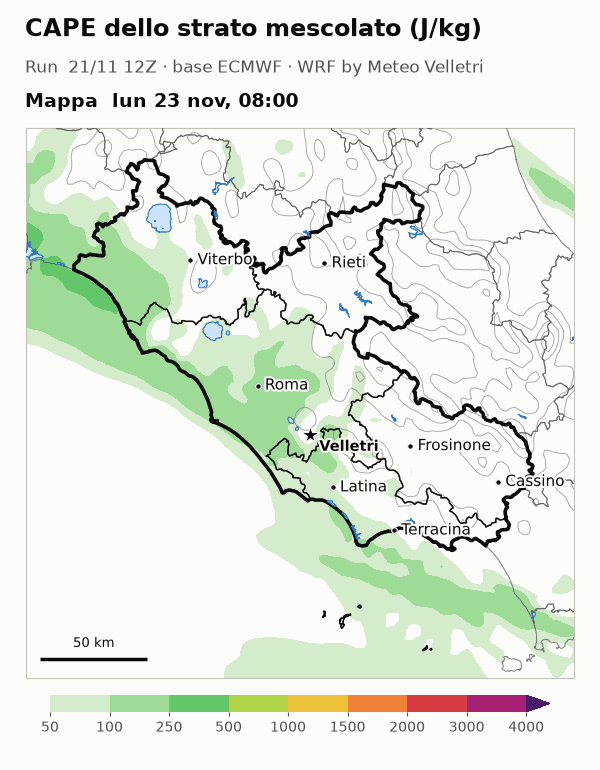 CAPE dello strato mescolato (J/kg)
Run 21/11 12Z · base ECMWF · WRF by Meteo Velletri
Mappa lun 23 nov, 08:00
Viterbo
Rieti
Roma
Velletri
Frosinone
Cassino
Latina
Terracina
50 km
50 100 250 500 1000 1500 2000 3000 4000